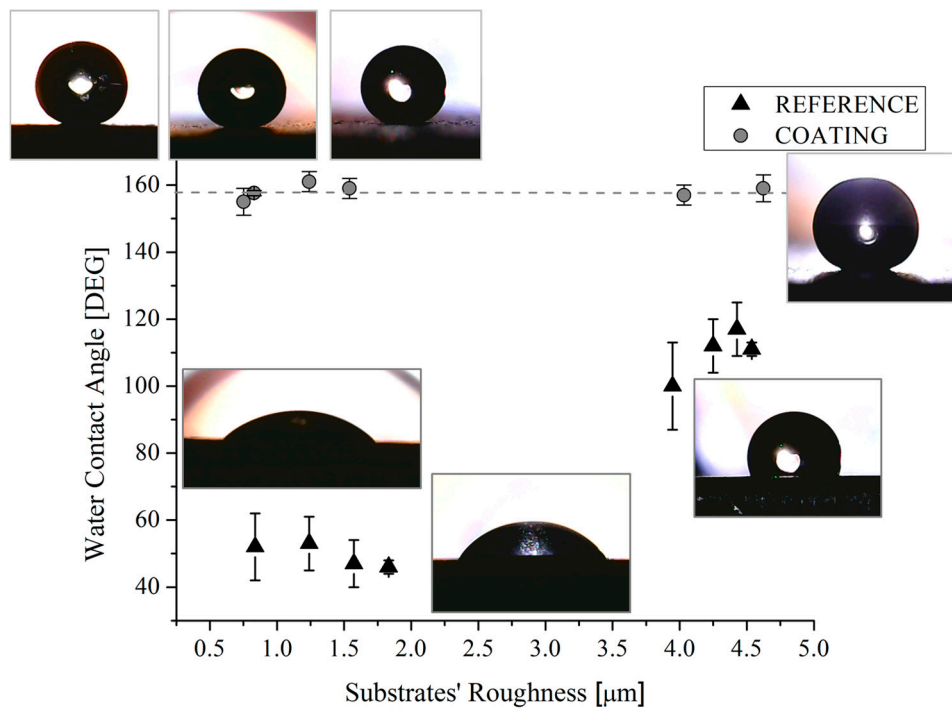 REFERENCE
COATING
160
140
120
100
80
60
40
Water Contact Angle [DEG]
0.5 1.0 1.5 2.0 2.5 3.0 3.5 4.0 4.5 5.0
Substrates' Roughness [μm]